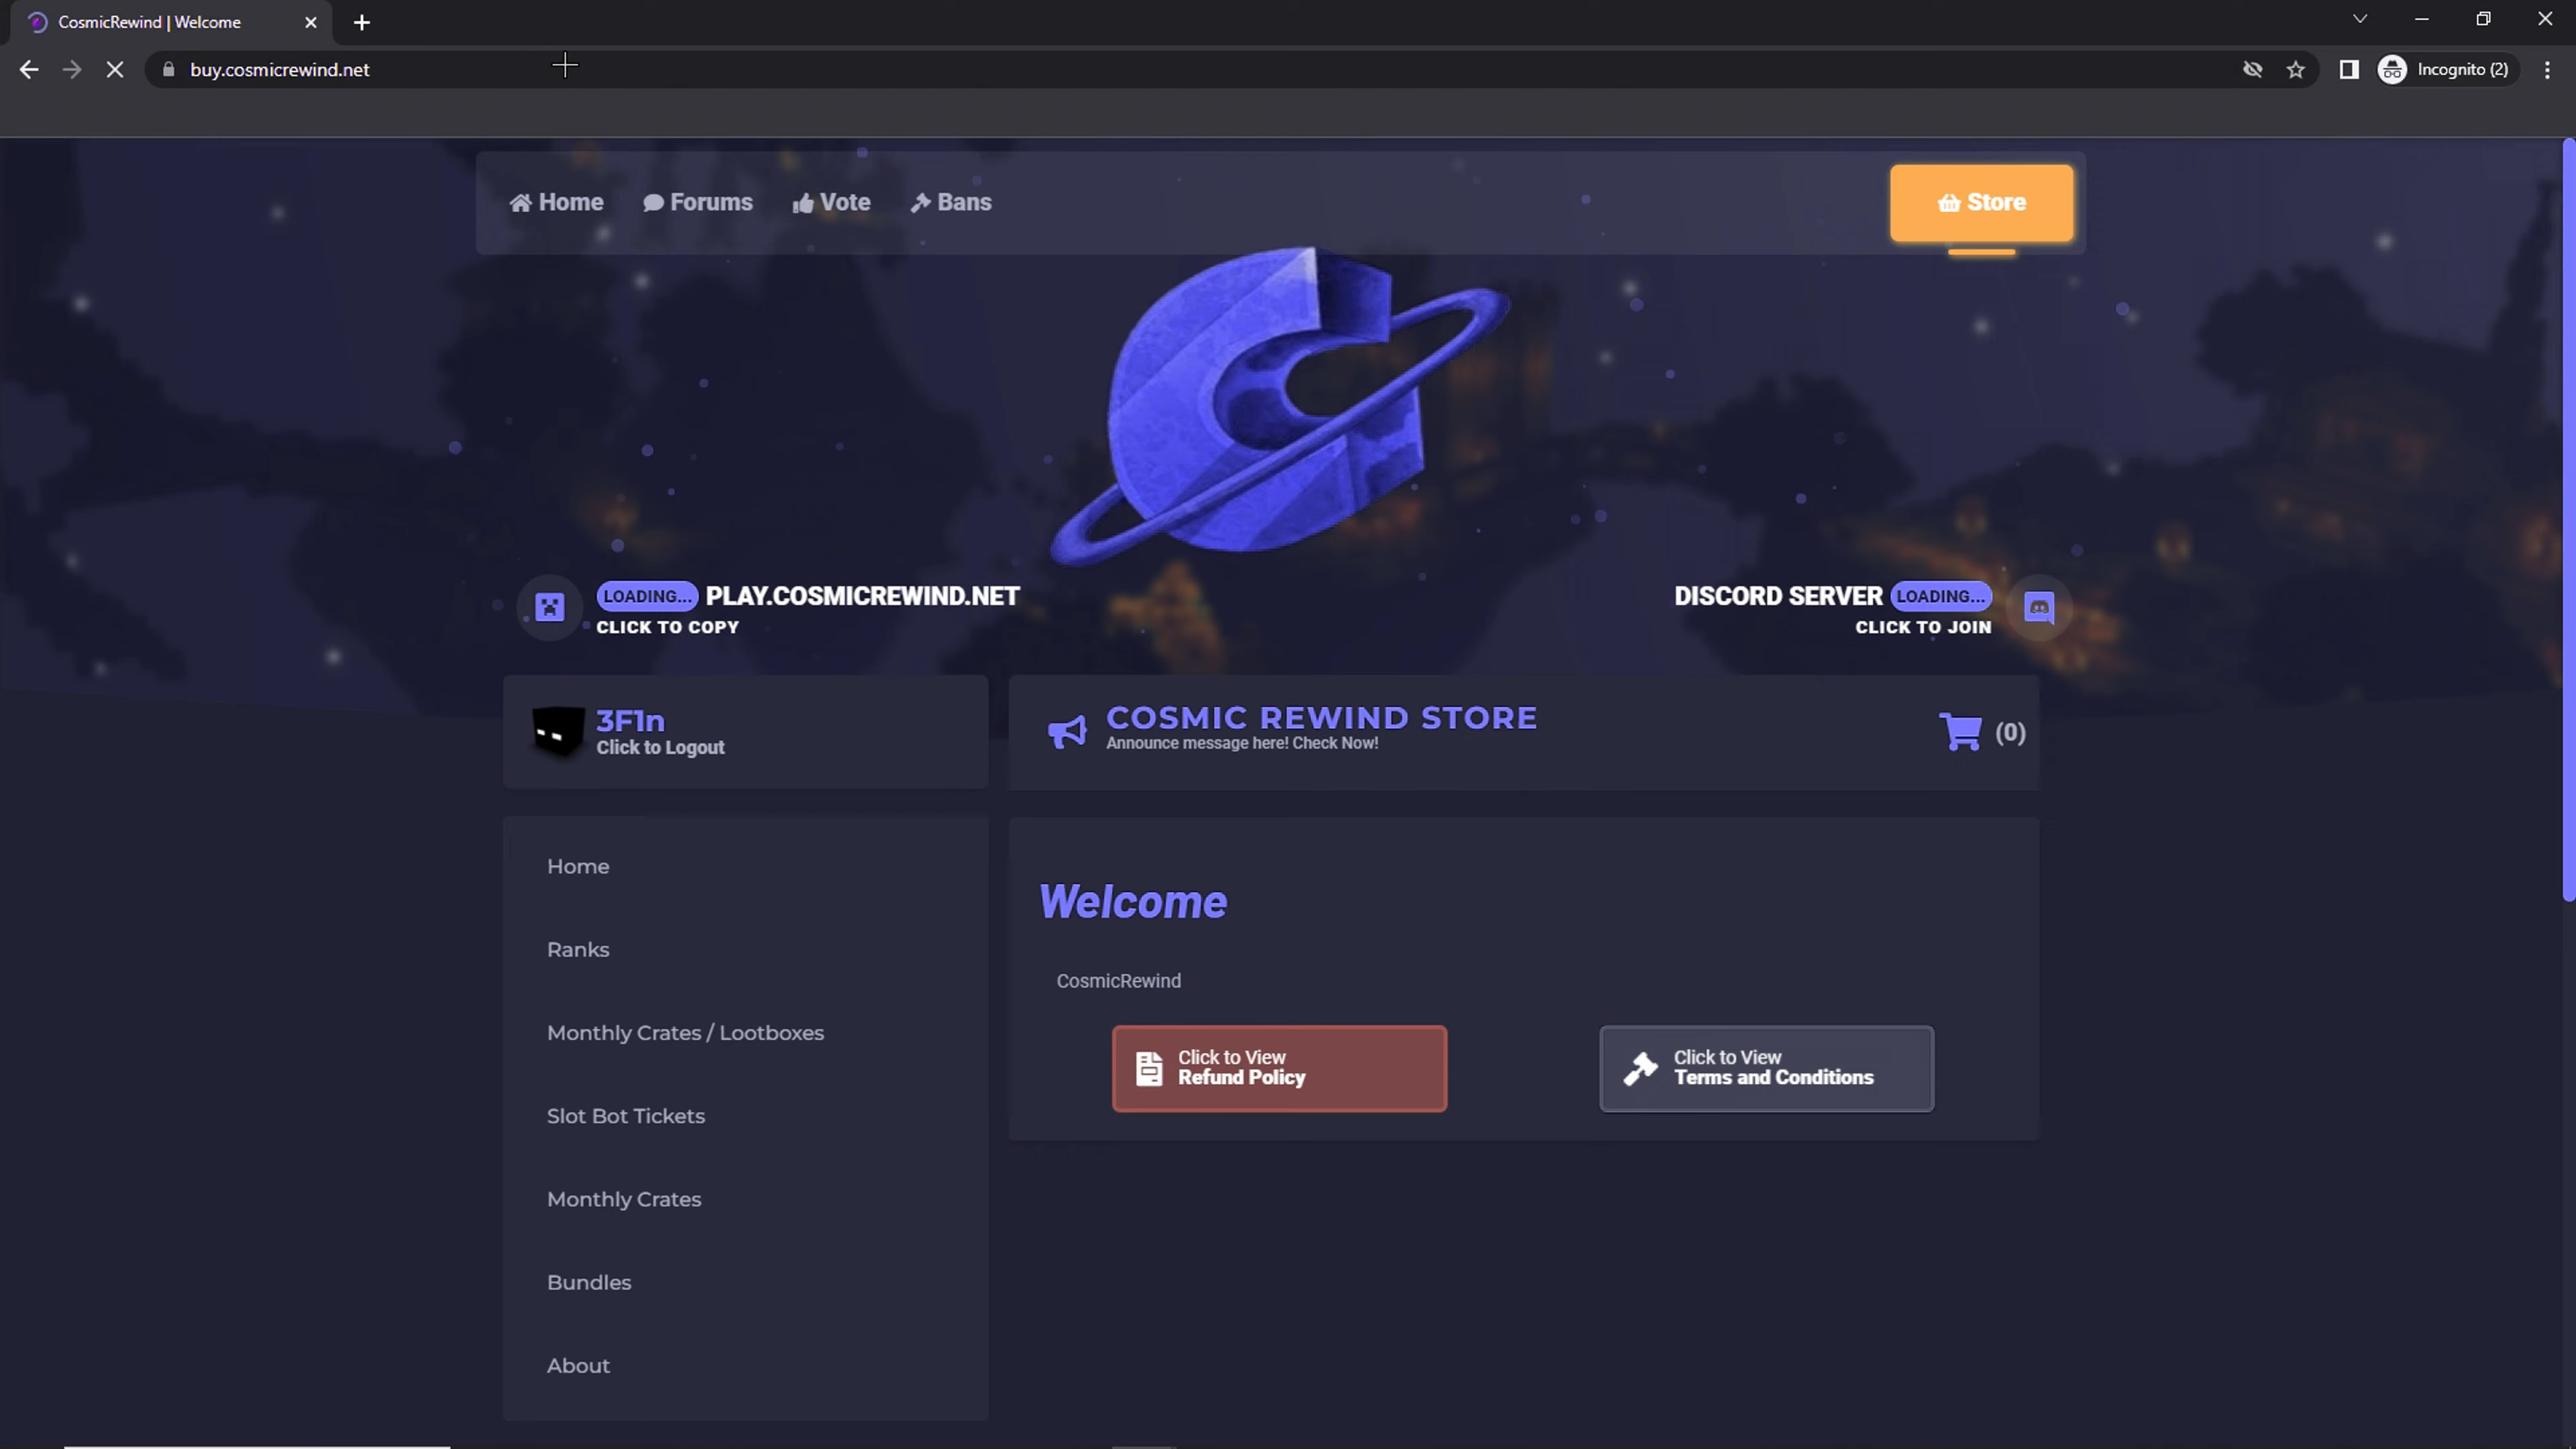 CosmicRewind | Welcome
buy.cosmicrewind.net
Incognito (2)
Home
Forums
Vote
Bans
Store
LOADING... PLAY.COSMICREWIND.NET
CLICK TO COPY
DISCORD SERVER LOADING...
CLICK TO JOIN
3F1n
Click to Logout
COSMIC REWIND STORE
Announce message here! Check Now!
(0)
Home
Ranks
Monthly Crates / Lootboxes
Slot Bot Tickets
Monthly Crates
Bundles
About
Welcome
CosmicRewind
Click to View
Refund Policy
Click to View
Terms and Conditions